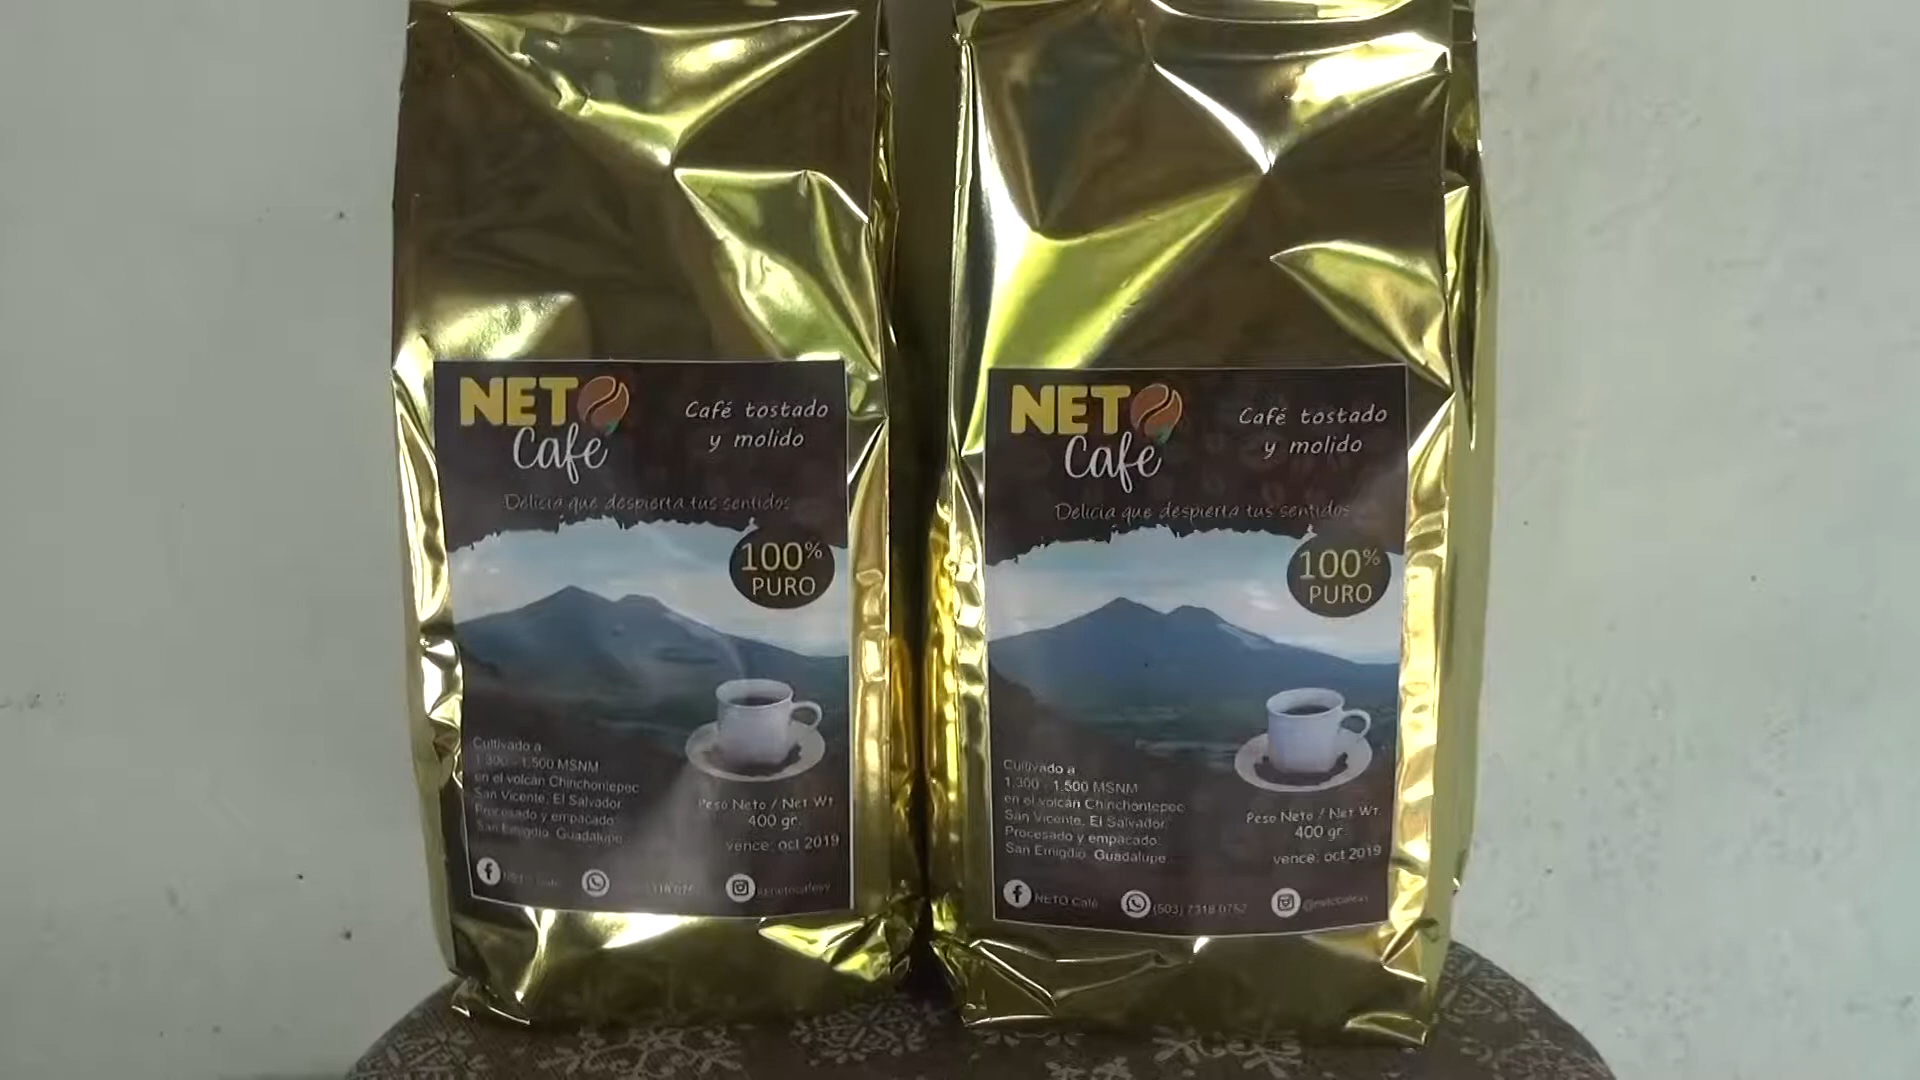 NETO
Café
Café tostado
y molido
Delicia que despierta tus sentidos
100%
PURO
Cultivado a
1,300 - 1,500 MSNM
en el volcán Chinchontepec
San Vicente, El Salvador.
Procesado y empacado:
San Emigdio, Guadalupe
Peso Neto / Net Wt.
400 gr.
vence: oct 2019
NETO
Café
Café tostado
y molido
Delicia que despierta tus sentidos
100%
PURO
Cultivado a
1,300 - 1,500 MSNM
en el volcán Chinchontepec
San Vicente, El Salvador.
Procesado y empacado:
San Emigdio, Guadalupe
Peso Neto / Net Wt.
400 gr.
vence: oct 2019
NETO Café
(503) 7318 0752